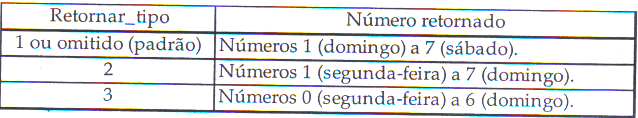 Retornar_tipo Número retornado
1 ou omitido (padrão) Números 1 (domingo) a 7 (sábado).
2 Números 1 (segunda-feira) a 7 (domingo).
3 Números 0 (segunda-feira) a 6 (domingo).